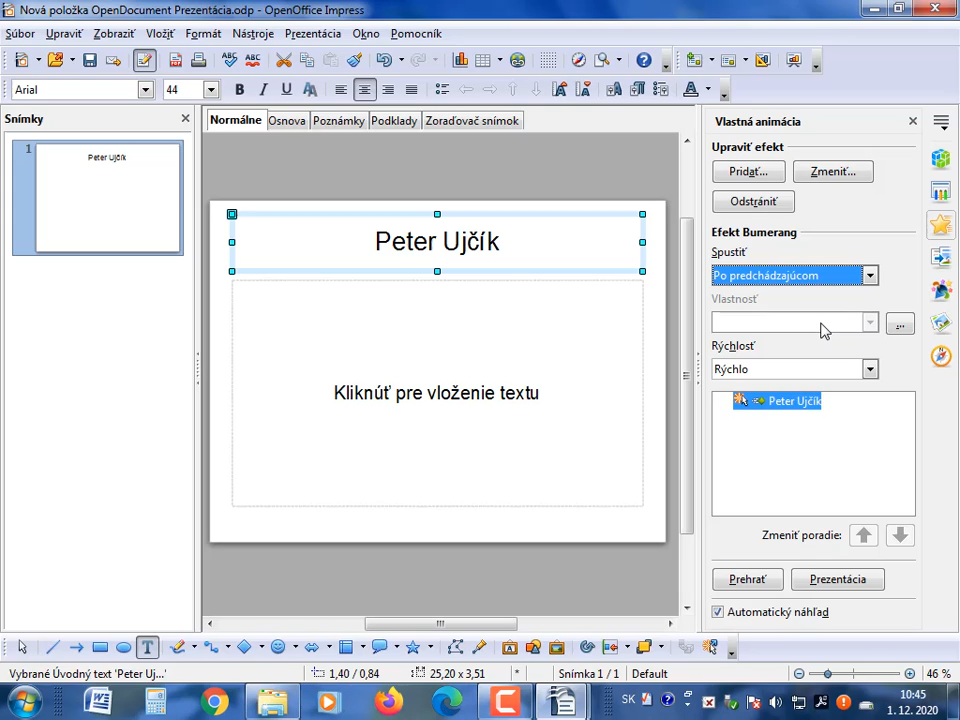 Nová položka OpenDocument Prezentácia.odp - OpenOffice Impress
Súbor Upraviť Zobraziť Vložiť Formát Nástroje Prezentácia Okno Pomocník
Arial 44
Snímky
1
Peter Ujčík
Normálne Osnova Poznámky Podklady Zoraďovač snímok
Peter Ujčík
Kliknúť pre vloženie textu
Vlastná animácia
Upraviť efekt
Pridať... Zmeniť...
Odstrániť
Efekt Bumerang
Spustiť
Po predchádzajúcom
Vlastnosť
...
Rýchlosť
Rýchlo
Peter Ujčík
Zmeniť poradie:
Prehrať Prezentácia
Automatický náhľad
Vybrané Úvodný text 'Peter Uj... 1,40 / 0,84 25,20 x 3,51 * Snímka 1 / 1 Default 46 %
SK 10:45
1. 12. 2020